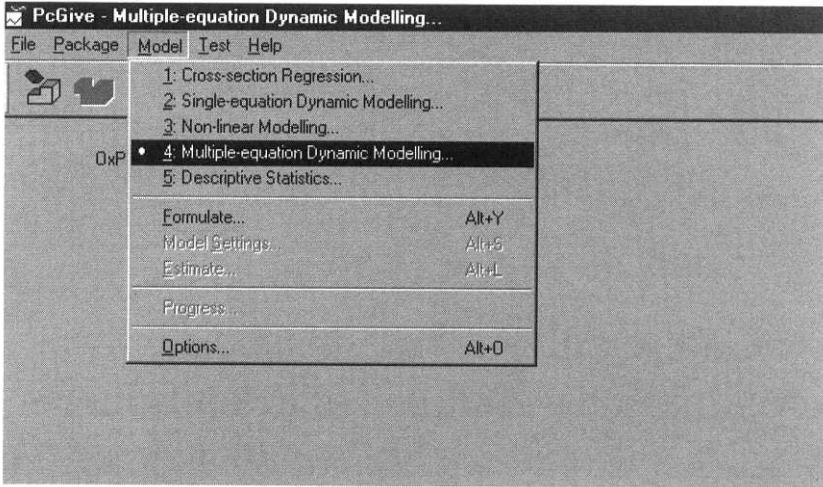 PcGive - Multiple-equation Dynamic Modelling...
File Package Model Test Help
1: Cross-section Regression...
2: Single-equation Dynamic Modelling...
3: Non-linear Modelling...
OxP
• 4: Multiple-equation Dynamic Modelling...
5: Descriptive Statistics...
Formulate... Alt+Y
Model Settings... Alt+S
Estimate... Alt+L
Progress...
Options... Alt+O